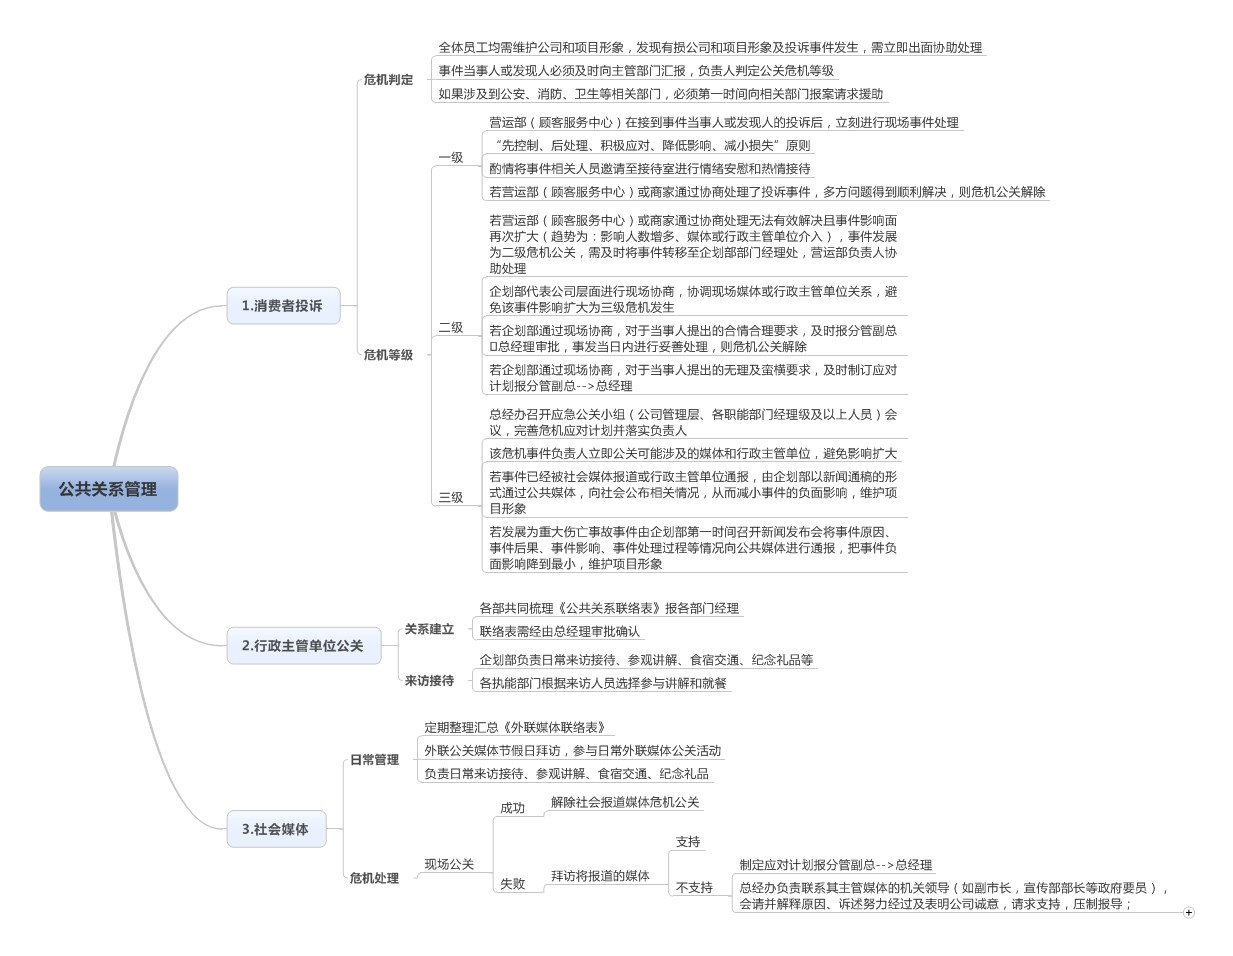 公共关系管理
1.消费者投诉
危机判定
全体员工均需维护公司和项目形象，发现有损公司和项目形象及投诉事件发生，需立即出面协助处理
事件当事人或发现人必须及时向主管部门汇报，负责人判定公关危机等级
如果涉及到公安、消防、卫生等相关部门，必须第一时间向相关部门报案请求援助
危机等级
一级
营运部（顾客服务中心）在接到事件当事人或发现人的投诉后，立刻进行现场事件处理
“先控制、后处理、积极应对、降低影响、减小损失”原则
酌情将事件相关人员邀请至接待室进行情绪安慰和热情接待
若营运部（顾客服务中心）或商家通过协商处理了投诉事件，多方问题得到顺利解决，则危机公关解除
二级
若营运部（顾客服务中心）或商家通过协商处理无法有效解决且事件影响面
再次扩大（趋势为：影响人数增多、媒体或行政主管单位介入），事件发展
为二级危机公关，需及时将事件转移至企划部部门经理处，营运部负责人协
助处理
企划部代表公司层面进行现场协商，协调现场媒体或行政主管单位关系，避
免该事件影响扩大为三级危机发生
若企划部通过现场协商，对于当事人提出的合情合理要求，及时报分管副总
总经理审批，事发当日内进行妥善处理，则危机公关解除
若企划部通过现场协商，对于当事人提出的无理及蛮横要求，及时制订应对
计划报分管副总-->总经理
三级
总经办召开应急公关小组（公司管理层、各职能部门经理级及以上人员）会
议，完善危机应对计划并落实负责人
该危机事件负责人立即公关可能涉及的媒体和行政主管单位，避免影响扩大
若事件已经被社会媒体报道或行政主管单位通报，由企划部以新闻通稿的形
式通过公共媒体，向社会公布相关情况，从而减小事件的负面影响，维护项
目形象
若发展为重大伤亡事故事件由企划部第一时间召开新闻发布会将事件原因、
事件后果、事件影响、事件处理过程等情况向公共媒体进行通报，把事件负
面影响降到最小，维护项目形象
2.行政主管单位公关
关系建立
各部共同梳理《公共关系联络表》报各部门经理
联络表需经由总经理审批确认
来访接待
企划部负责日常来访接待、参观讲解、食宿交通、纪念礼品等
各执能部门根据来访人员选择参与讲解和就餐
3.社会媒体
日常管理
定期整理汇总《外联媒体联络表》
外联公关媒体节假日拜访，参与日常外联媒体公关活动
负责日常来访接待、参观讲解、食宿交通、纪念礼品
危机处理
现场公关
成功
解除社会报道媒体危机公关
失败
拜访将报道的媒体
支持
不支持
制定应对计划报分管副总-->总经理
总经办负责联系其主管媒体的机关领导（如副市长，宣传部部长等政府要员），
会请并解释原因、诉述努力经过及表明公司诚意，请求支持，压制报导；